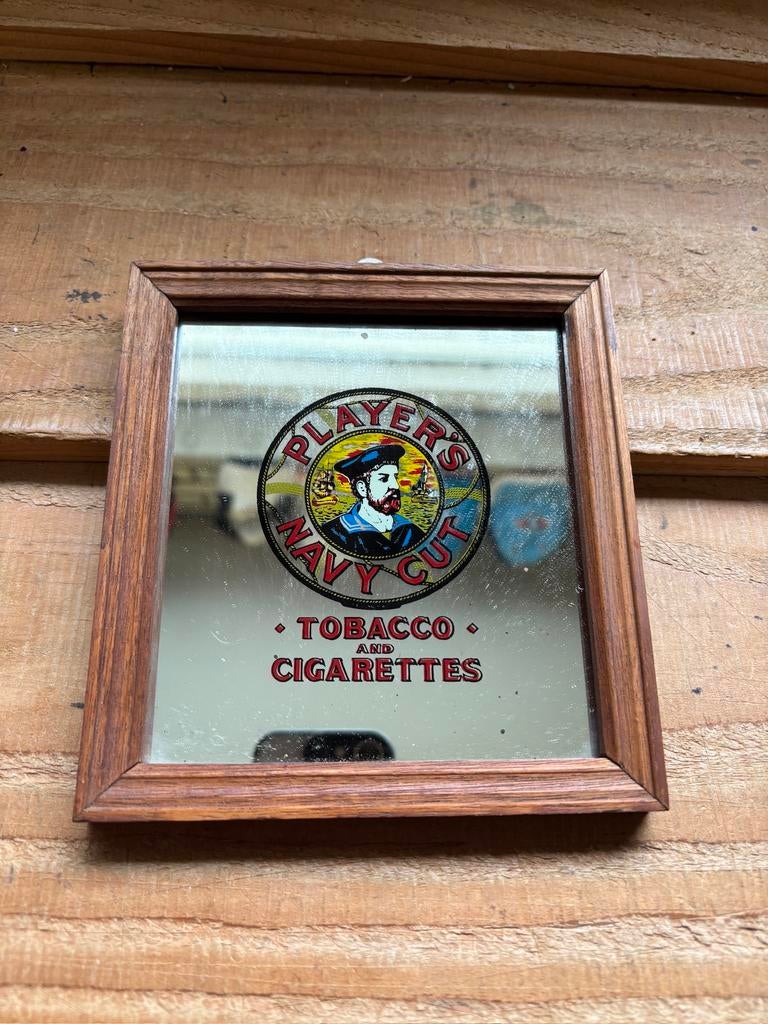 PLAYER'S
NAVY CUT
• TOBACCO •
AND
CIGARETTES